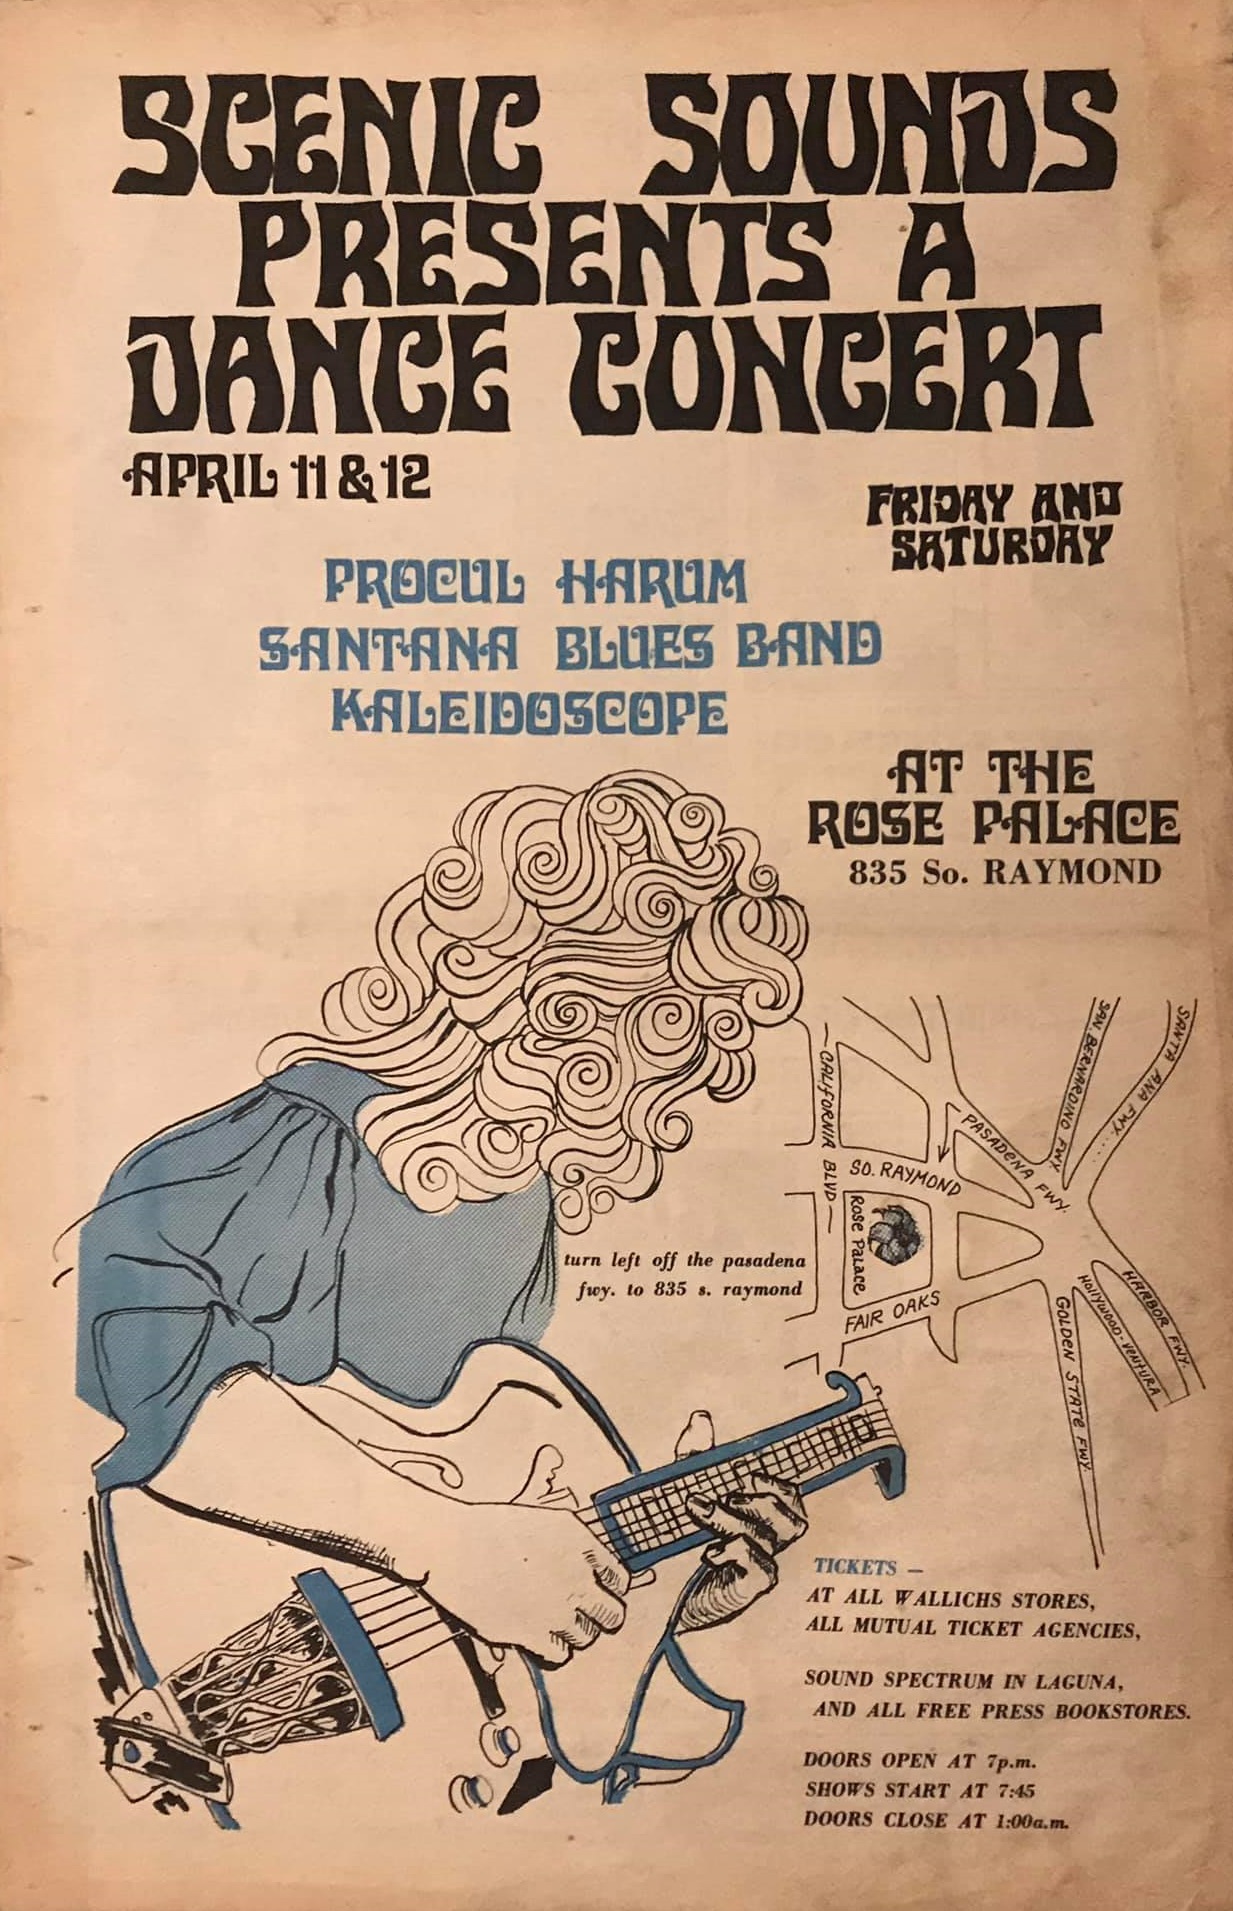 SCENIC SOUNDS
PRESENTS A
DANCE CONCERT
APRIL 11 & 12
FRIDAY AND
SATURDAY
PROCUL HARUM
SANTANA BLUES BAND
KALEIDOSCOPE
AT THE
ROSE PALACE
835 So. RAYMOND
SAN BERNARDINO FWY.
SANTA ANA FWY....
CALIFORNIA BLVD
PASADENA FWY.
SO. RAYMOND
ROSE PALACE
turn left off the pasadena
fwy. to 835 s. raymond
FAIR OAKS
HARBOR FWY.
HOLLYWOOD-VENTURA
GOLDEN STATE FWY.
TICKETS –
AT ALL WALLICHS STORES,
ALL MUTUAL TICKET AGENCIES,
SOUND SPECTRUM IN LAGUNA,
AND ALL FREE PRESS BOOKSTORES.
DOORS OPEN AT 7p.m.
SHOWS START AT 7:45
DOORS CLOSE AT 1:00a.m.